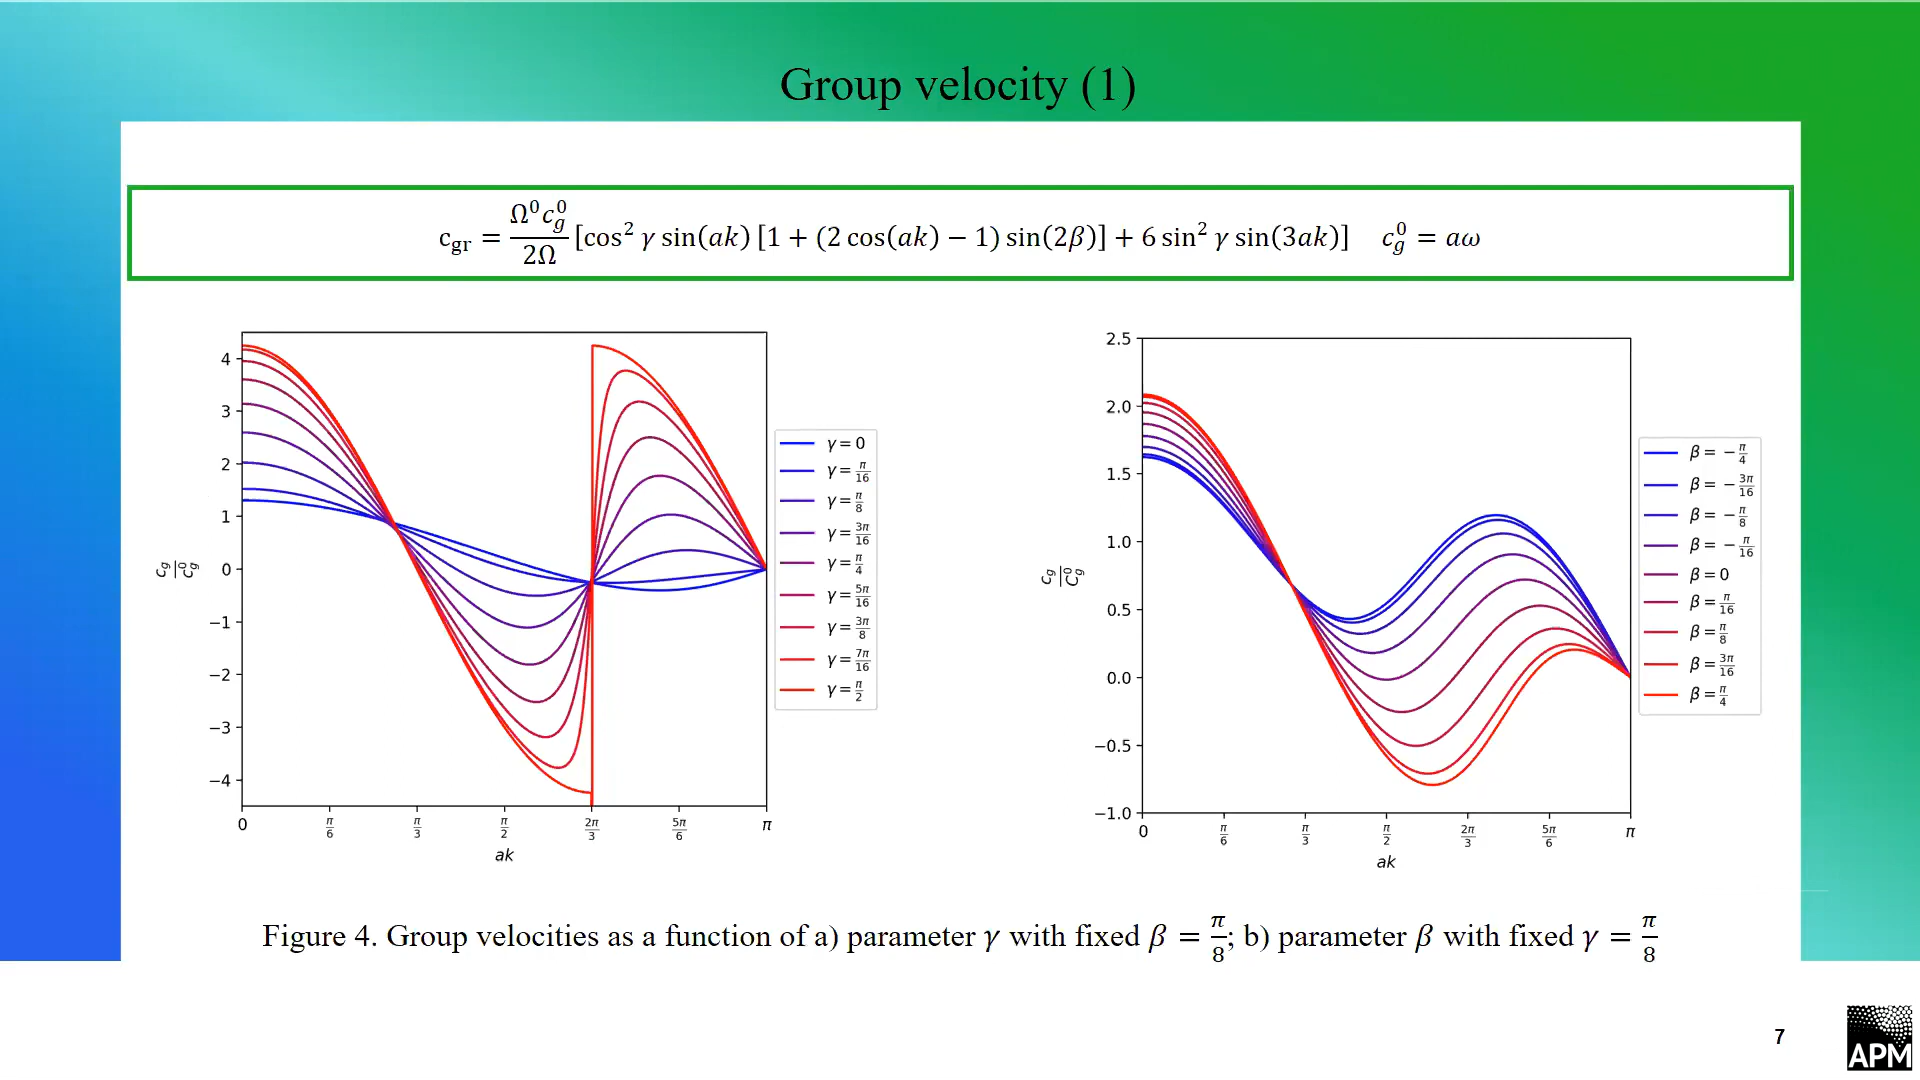 Group velocity (1)
c_gr = Ω⁰c_g⁰/2Ω [cos² γ sin(ak) [1 + (2 cos(ak) − 1) sin(2β)] + 6 sin² γ sin(3ak)]   c_g⁰ = aω
4
3
2
1
0
−1
−2
−3
−4
c_g/c_g⁰
0 π/6 π/3 π/2 2π/3 5π/6 π
ak
γ = 0
γ = π/16
γ = π/8
γ = 3π/16
γ = π/4
γ = 5π/16
γ = 3π/8
γ = 7π/16
γ = π/2
2.5
2.0
1.5
1.0
0.5
0.0
−0.5
−1.0
c_g/C_g⁰
0 π/6 π/3 π/2 2π/3 5π/6 π
ak
β = −π/4
β = −3π/16
β = −π/8
β = −π/16
β = 0
β = π/16
β = π/8
β = 3π/16
β = π/4
Figure 4. Group velocities as a function of a) parameter γ with fixed β = π/8; b) parameter β with fixed γ = π/8
7
APM